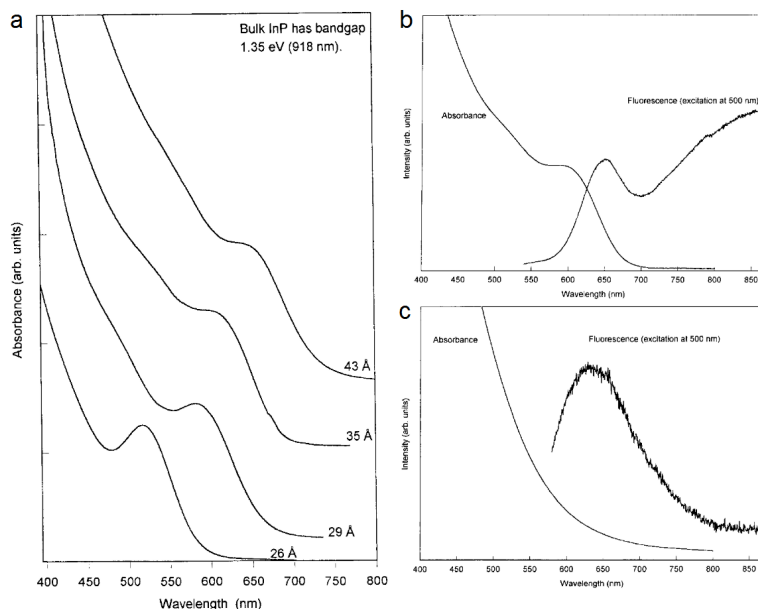 a
Bulk InP has bandgap
1.35 eV (918 nm).
Absorbance (arb. units)
43 Å
35 Å
29 Å
26 Å
400 450 500 550 600 650 700 750 800
Wavelength (nm)
b
Fluorescence (excitation at 500 nm)
Absorbance
Intensity (arb. units)
400 450 500 550 600 650 700 750 800 850
Wavelength (nm)
c
Absorbance
Fluorescence (excitation at 500 nm)
Intensity (arb. units)
400 450 500 550 600 650 700 750 800 850
Wavelength (nm)